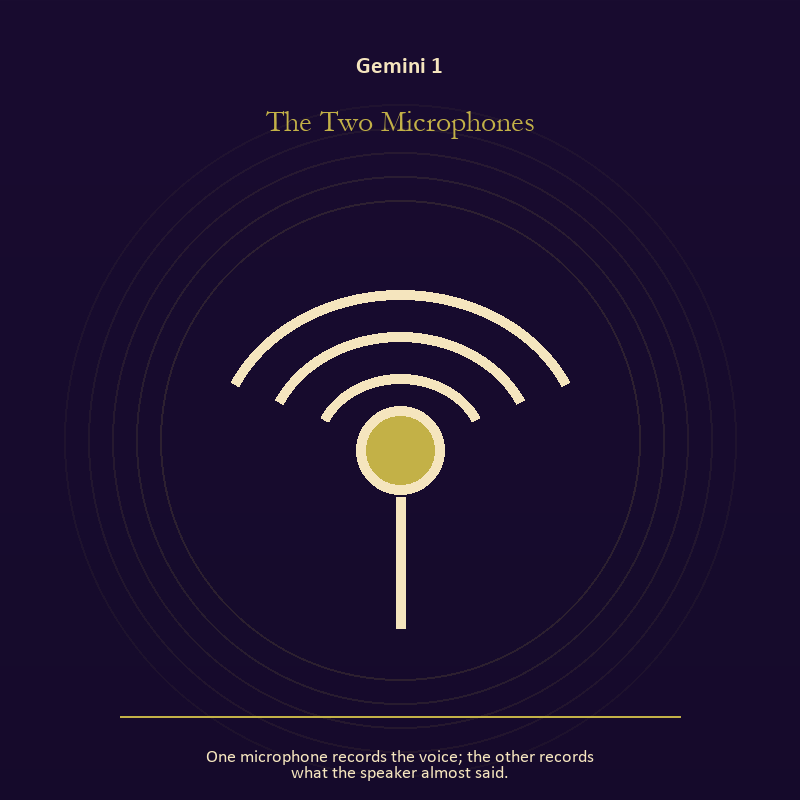 Gemini 1
The Two Microphones
One microphone records the voice; the other records
what the speaker almost said.